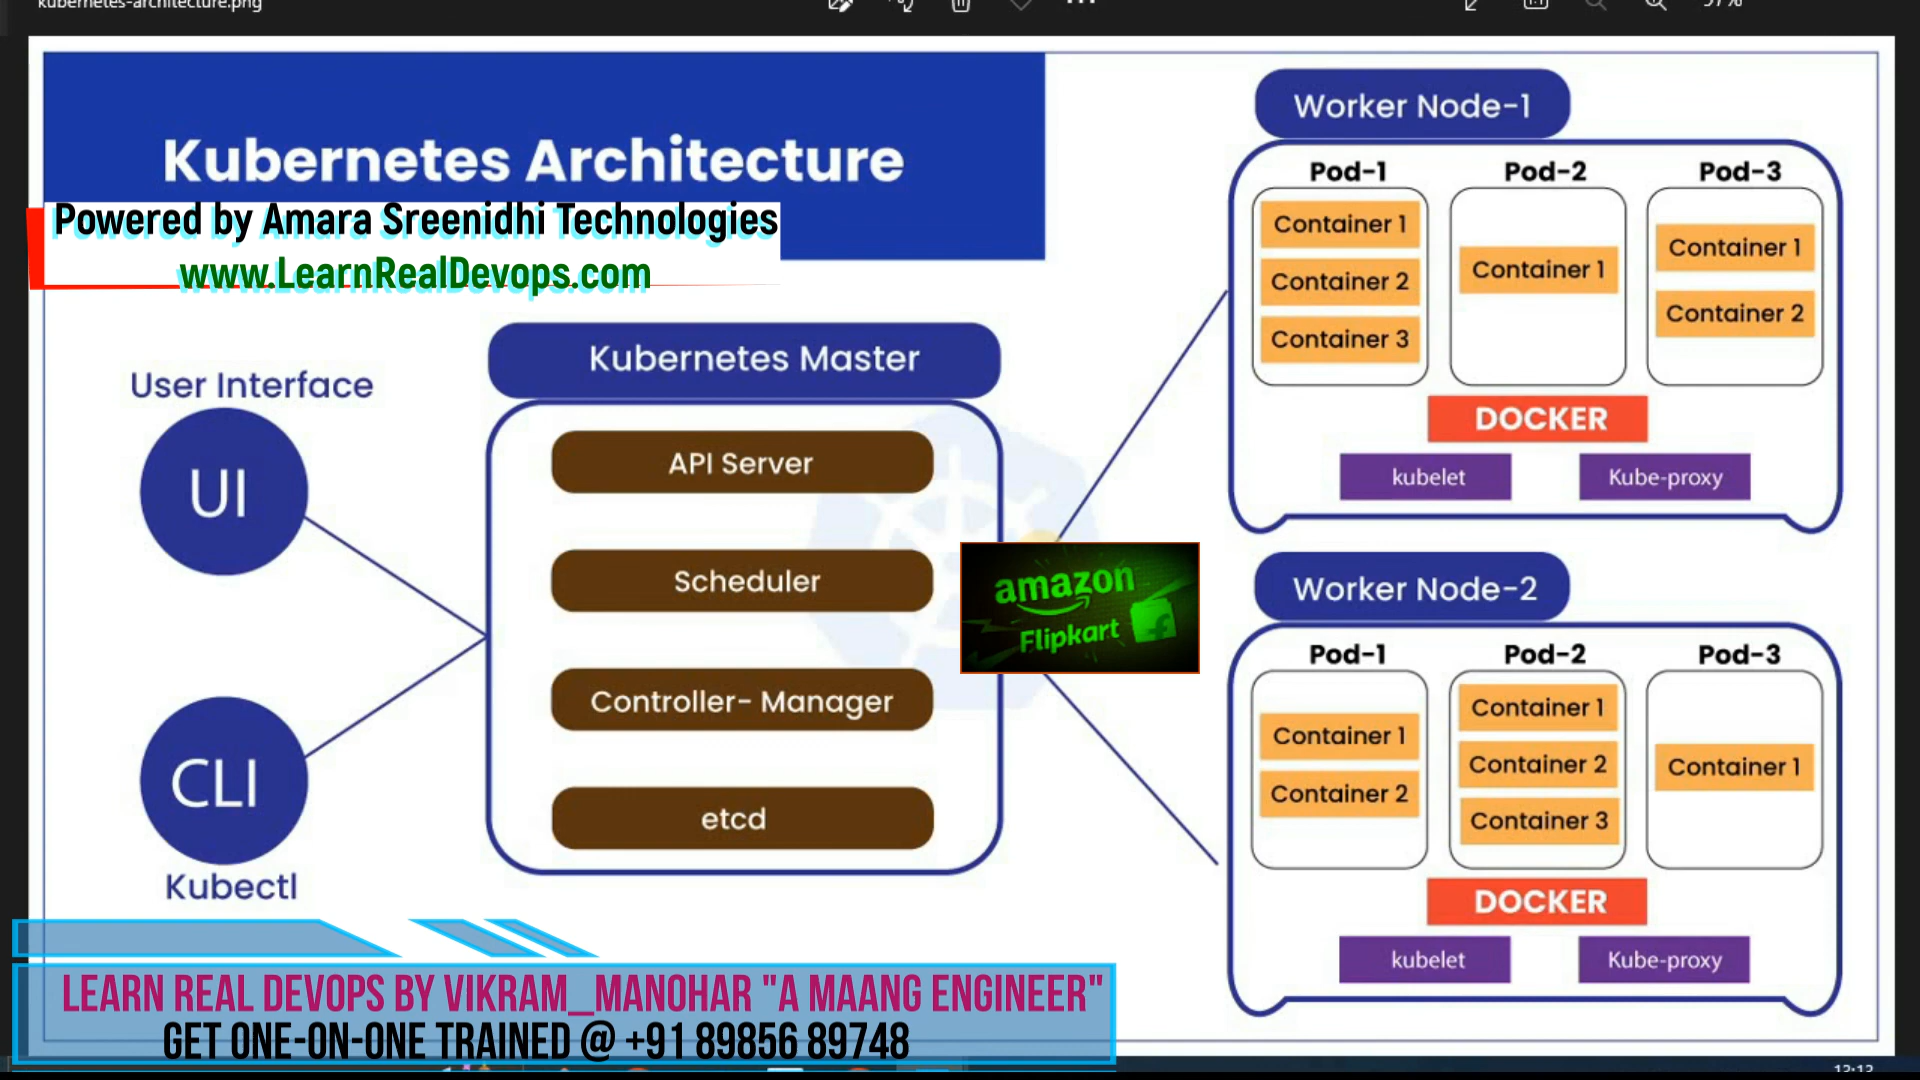 kubernetes-architecture.png
Kubernetes Architecture
Powered by Amara Sreenidhi Technologies
www.LearnRealDevops.com
User Interface
UI
CLI
Kubectl
Kubernetes Master
API Server
Scheduler
Controller- Manager
etcd
amazon
Flipkart
Worker Node-1
Pod-1
Container 1
Container 2
Container 3
Pod-2
Container 1
Pod-3
Container 1
Container 2
DOCKER
kubelet
Kube-proxy
Worker Node-2
Pod-1
Container 1
Container 2
Pod-2
Container 1
Container 2
Container 3
Pod-3
Container 1
DOCKER
kubelet
Kube-proxy
LEARN REAL DEVOPS BY VIKRAM_MANOHAR "A MAANG ENGINEER"
GET ONE-ON-ONE TRAINED @ +91 89856 89748